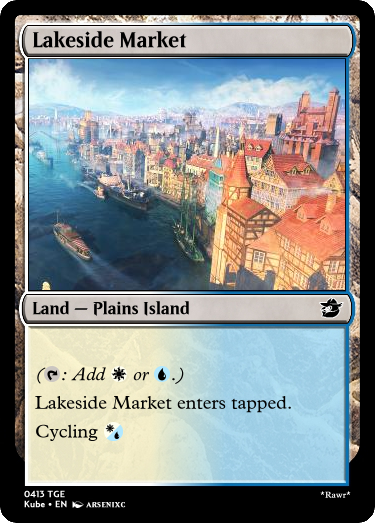 Lakeside Market
Land — Plains Island
(: Add or .)
Lakeside Market enters tapped.
Cycling
0413 TGE
Kube • EN ARSENIXC
*Rawr*